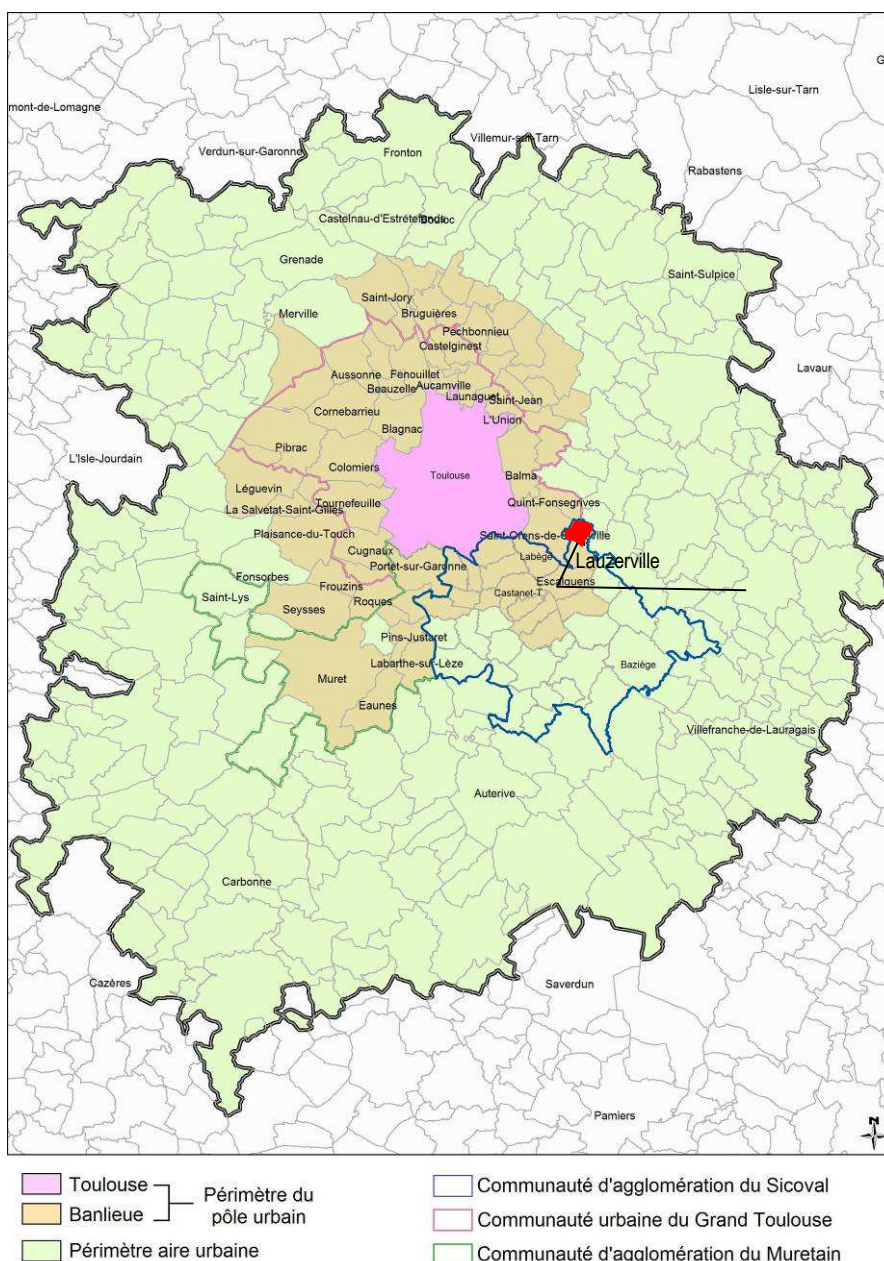 Lisle-sur-Tarn
G
mont-de-Lomagne
Verdun-sur-Garonne
Villemur-sur-Tarn
Fronton
Rabastens
Castelnau-d'Estrétefonds
Bouloc
Grenade
Saint-Sulpice
Saint-Jory
Merville
Bruguières
Pechbonnieu
Castelginest
Lavaur
Aussonne
Fenouillet
Beauzelle
Aucamville
Launaguet
Saint-Jean
Cornebarrieu
L'Union
Blagnac
Pibrac
L'Isle-Jourdain
Colomiers
Toulouse
Balma
Léguevin
Tournefeuille
Quint-Fonsegrives
La Salvetat-Saint-Gilles
Plaisance-du-Touch
Saint-Orens-de-G ville
Cugnaux
Labège
Lauzerville
Portet-sur-Garonne
Fonsorbes
Escalquens
Frouzins
Saint-Lys
Castanet-T
Roques
Seysses
Pins-Justaret
Labarthe-sur-Lèze
Baziège
Muret
Eaunes
Villefranche-de-Lauragais
Auterive
Carbonne
Cazères
Saverdun
Pamiers
N
Toulouse
Banlieue
Périmètre du
pôle urbain
Périmètre aire urbaine
Communauté d'agglomération du Sicoval
Communauté urbaine du Grand Toulouse
Communauté d'agglomération du Muretain